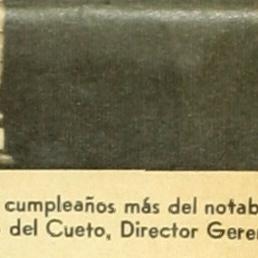 cumpleaños más del notab
del Cueto, Director Geren